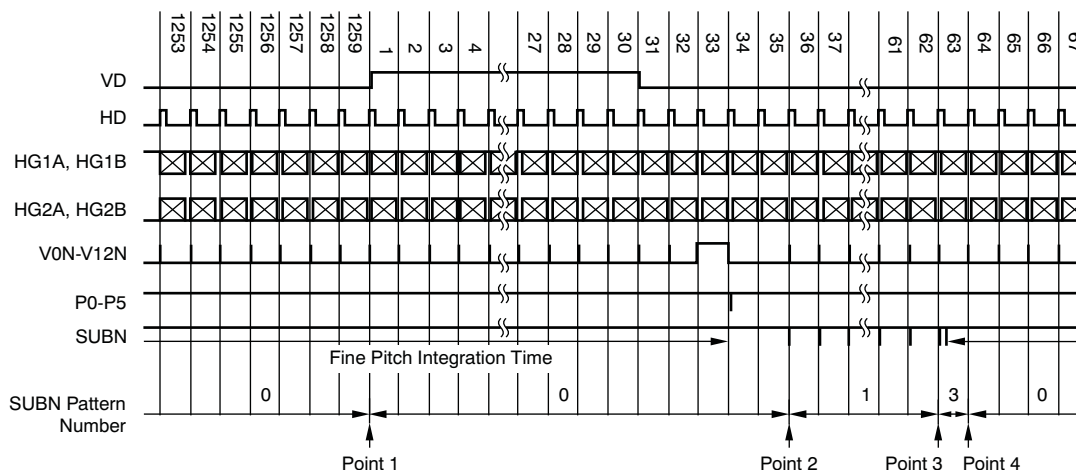 1253 1254 1255 1256 1257 1258 1259 1 2 3 4 27 28 29 30 31 32 33 34 35 36 37 61 62 63 64 65 66 67
VD
HD
HG1A, HG1B
HG2A, HG2B
V0N-V12N
P0-P5
SUBN
Fine Pitch Integration Time
SUBN Pattern
Number
0 0 1 3 0
Point 1 Point 2 Point 3 Point 4